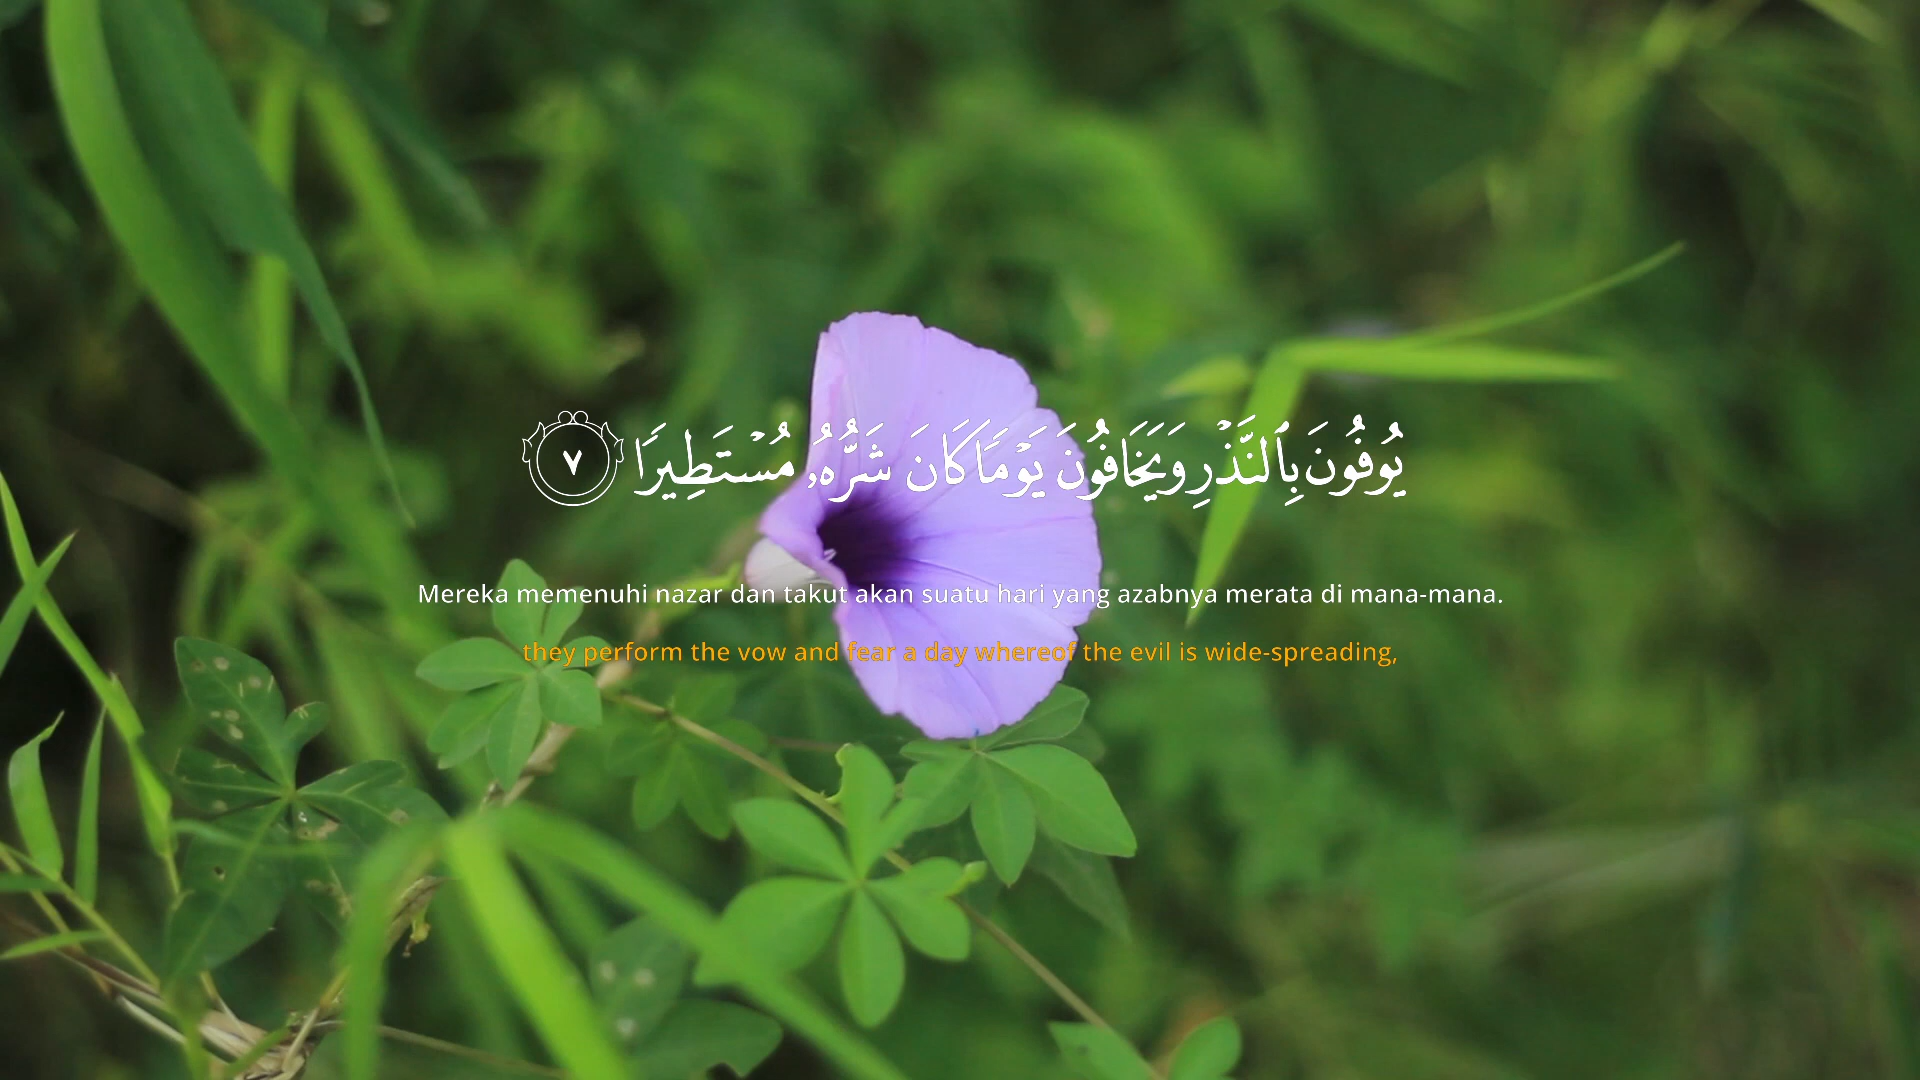 يُوفُونَ بِٱلنَّذْرِ وَيَخَافُونَ يَوْمًا كَانَ شَرُّهُۥ مُسْتَطِيرًا ٧
Mereka memenuhi nazar dan takut akan suatu hari yang azabnya merata di mana-mana.
they perform the vow and fear a day whereof the evil is wide-spreading,